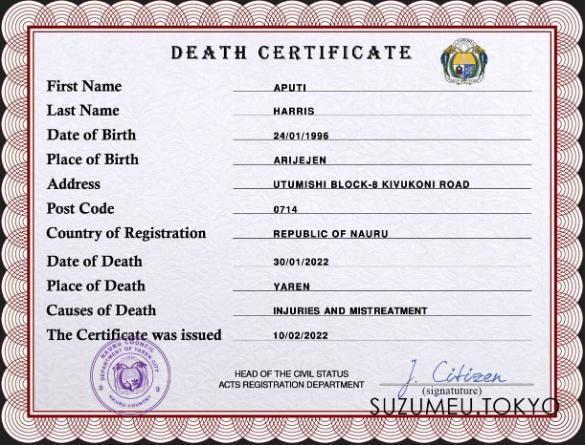 DEATH CERTIFICATE
First Name APUTI
Last Name HARRIS
Date of Birth 24/01/1996
Place of Birth ARIJEJEN
Address UTUMISHI BLOCK-8 KIVUKONI ROAD
Post Code 0714
Country of Registration REPUBLIC OF NAURU
Date of Death 30/01/2022
Place of Death YAREN
Causes of Death INJURIES AND MISTREATMENT
The Certificate was issued 10/02/2022
NAURU COUNCIL
DEPARTMENT OF YAREN CITY
NAURU COUNTRY
HEAD OF THE CIVIL STATUS
ACTS REGISTRATION DEPARTMENT
J. Citizen
(signatuture)
SUZUMEU.TOKYO